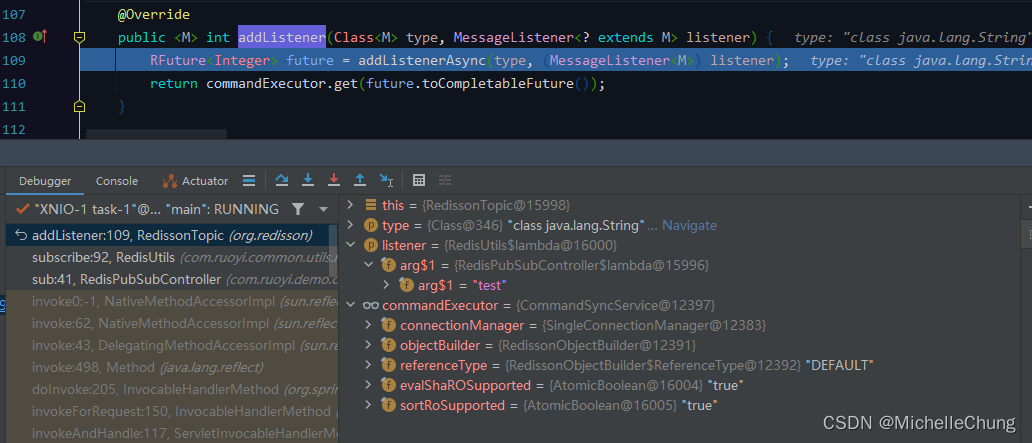 107 @Override
108 public <M> int addListener(Class<M> type, MessageListener<? extends M> listener) { type: "class java.lang.String"
109 RFuture<Integer> future = addListenerAsync(type, (MessageListener<M>) listener); type: "class java.lang.Strin
110 return commandExecutor.get(future.toCompletableFuture());
111 }
112
Debugger Console Actuator
"XNIO-1 task-1"@... "main": RUNNING
addListener:109, RedissonTopic (org.redisson)
subscribe:92, RedisUtils (com.ruoyi.common.utils.r
sub:41, RedisPubSubController (com.ruoyi.demo.c
invoke0:-1, NativeMethodAccessorImpl (sun.refle
invoke:62, NativeMethodAccessorImpl (sun.reflec
invoke:43, DelegatingMethodAccessorImpl (sun.re
invoke:498, Method (java.lang.reflect)
doInvoke:205, InvocableHandlerMethod (org.sprin
invokeForRequest:150, InvocableHandlerMethod
invokeAndHandle:117, ServletInvocableHandlerMe
this = {RedissonTopic@15998}
type = {Class@346} "class java.lang.String" ... Navigate
listener = {RedisUtils$lambda@16000}
arg$1 = {RedisPubSubController$lambda@15996}
arg$1 = "test"
commandExecutor = {CommandSyncService@12397}
connectionManager = {SingleConnectionManager@12383}
objectBuilder = {RedissonObjectBuilder@12391}
referenceType = {RedissonObjectBuilder$ReferenceType@12392} "DEFAULT"
evalShaROSupported = {AtomicBoolean@16004} "true"
sortRoSupported = {AtomicBoolean@16005} "true"
CSDN @MichelleChung